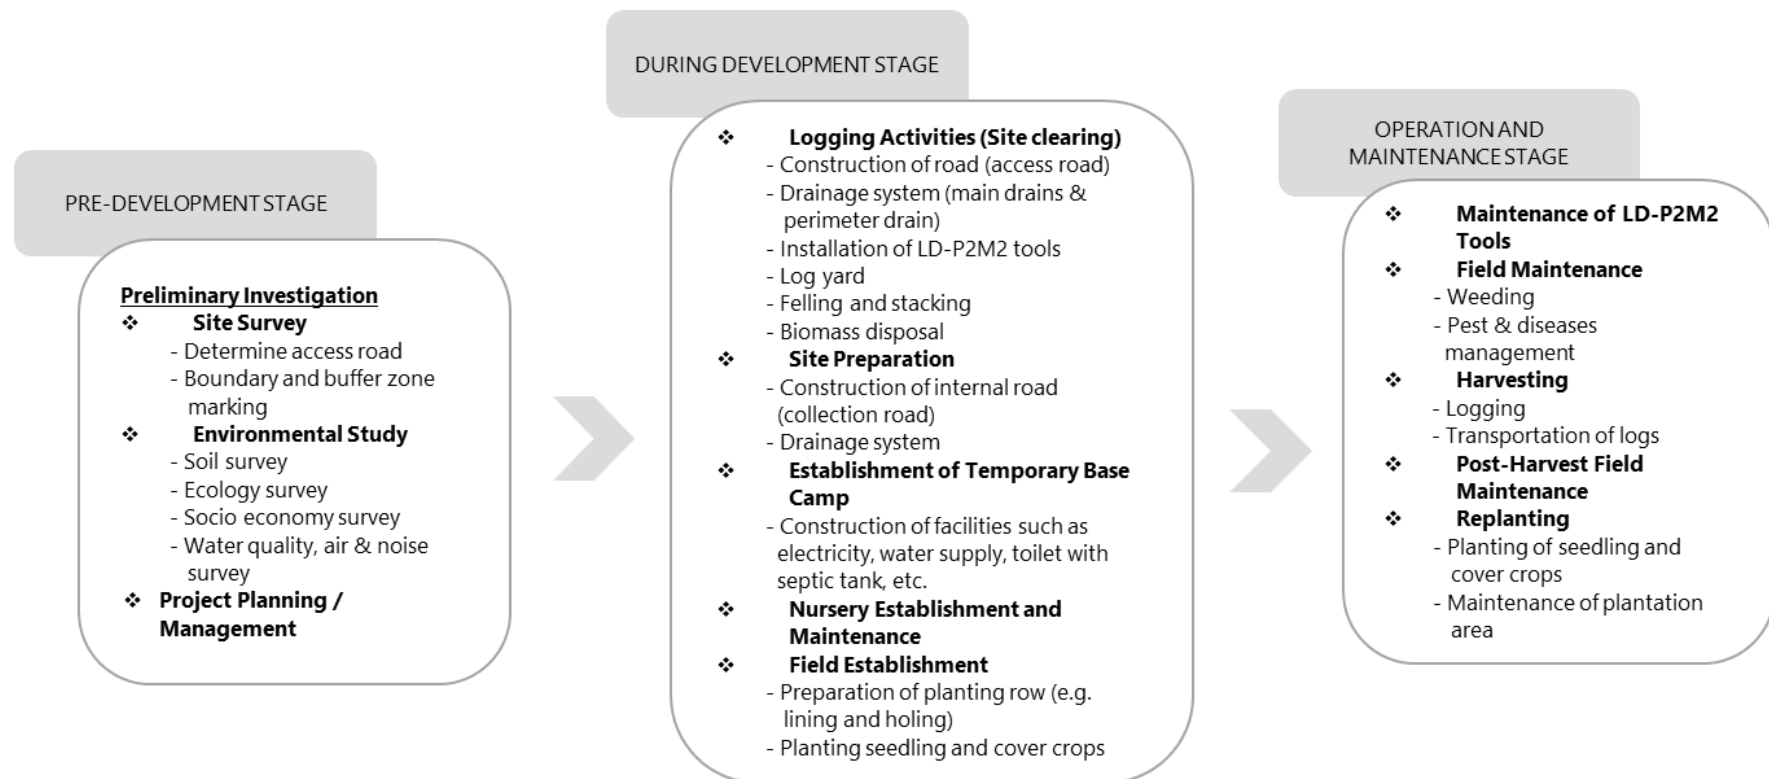 PRE-DEVELOPMENT STAGE
Preliminary Investigation
❖ Site Survey
- Determine access road
- Boundary and buffer zone
marking
❖ Environmental Study
- Soil survey
- Ecology survey
- Socio economy survey
- Water quality, air & noise
survey
❖ Project Planning /
Management
DURING DEVELOPMENT STAGE
❖ Logging Activities (Site clearing)
- Construction of road (access road)
- Drainage system (main drains &
perimeter drain)
- Installation of LD-P2M2 tools
- Log yard
- Felling and stacking
- Biomass disposal
❖ Site Preparation
- Construction of internal road
(collection road)
- Drainage system
❖ Establishment of Temporary Base
Camp
- Construction of facilities such as
electricity, water supply, toilet with
septic tank, etc.
❖ Nursery Establishment and
Maintenance
❖ Field Establishment
- Preparation of planting row (e.g.
lining and holing)
- Planting seedling and cover crops
OPERATION AND
MAINTENANCE STAGE
❖ Maintenance of LD-P2M2
Tools
❖ Field Maintenance
- Weeding
- Pest & diseases
management
❖ Harvesting
- Logging
- Transportation of logs
❖ Post-Harvest Field
Maintenance
❖ Replanting
- Planting of seedling and
cover crops
- Maintenance of plantation
area